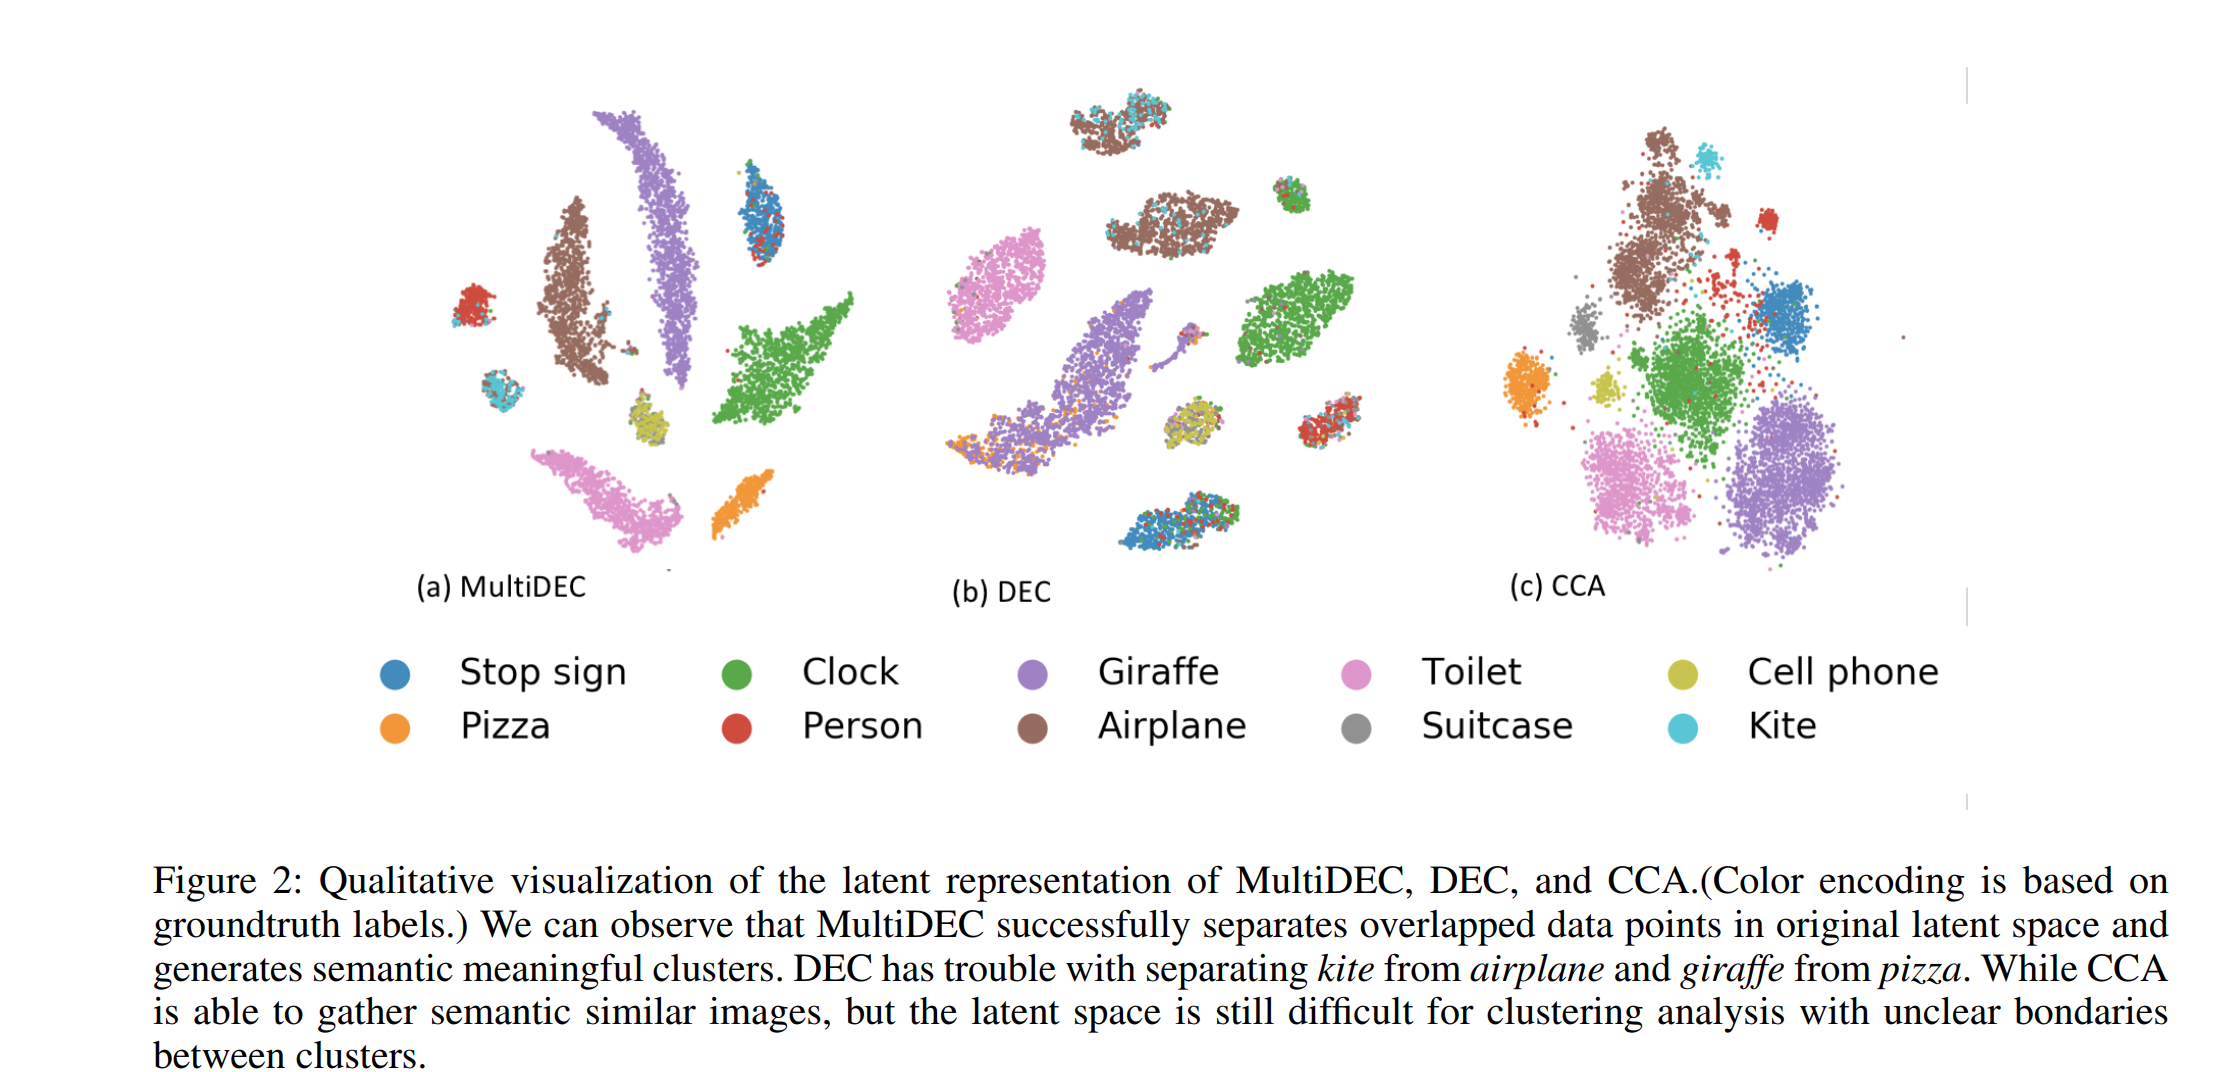 (a) MultiDEC
(b) DEC
(c) CCA
Stop sign
Clock
Giraffe
Toilet
Cell phone
Pizza
Person
Airplane
Suitcase
Kite
Figure 2: Qualitative visualization of the latent representation of MultiDEC, DEC, and CCA.(Color encoding is based on
groundtruth labels.) We can observe that MultiDEC successfully separates overlapped data points in original latent space and
generates semantic meaningful clusters. DEC has trouble with separating kite from airplane and giraffe from pizza. While CCA
is able to gather semantic similar images, but the latent space is still difficult for clustering analysis with unclear bondaries
between clusters.